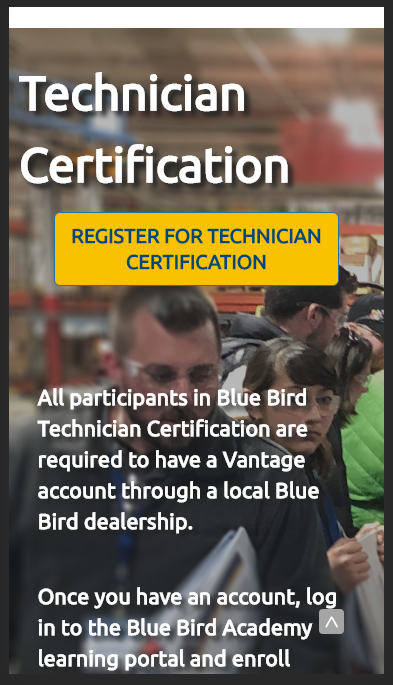 Technician
Certification
REGISTER FOR TECHNICIAN
CERTIFICATION
All participants in Blue Bird
Technician Certification are
required to have a Vantage
account through a local Blue
Bird dealership.
Once you have an account, log
in to the Blue Bird Academy
learning portal and enroll